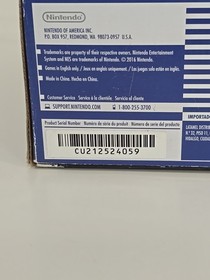 Nintendo
NINTENDO OF AMERICA INC.
P.O. BOX 957, REDMOND, WA 98073-0957 U.S.A.
Trademarks are property of their respective owners. Nintendo Entertainment
System and NES are trademarks of Nintendo. © 2016 Nintendo.
Games in English only / Jeux en anglais uniquement / Los juegos solo están en inglés
Made in China. Hecho en China.
Customer Service Service à la clientèle Servicio al cliente
SUPPORT.NINTENDO.COM 1-800-255-3700
IMPORTADO
Product Serial Number / Numéro de série du produit / Número de serie del producto
CU212524059